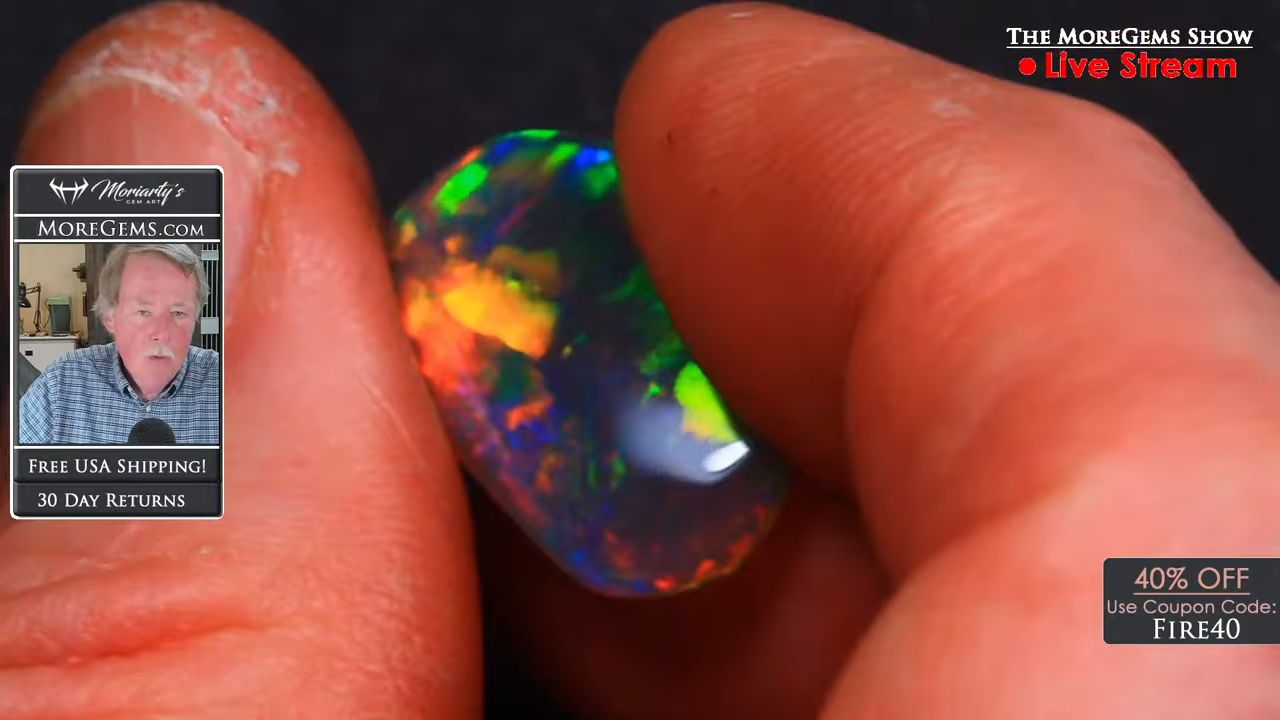 The MoreGems Show
Live Stream
Moriarty's
GEM ART
MoreGems.com
Free USA Shipping!
30 Day Returns
40% OFF
Use Coupon Code:
Fire40